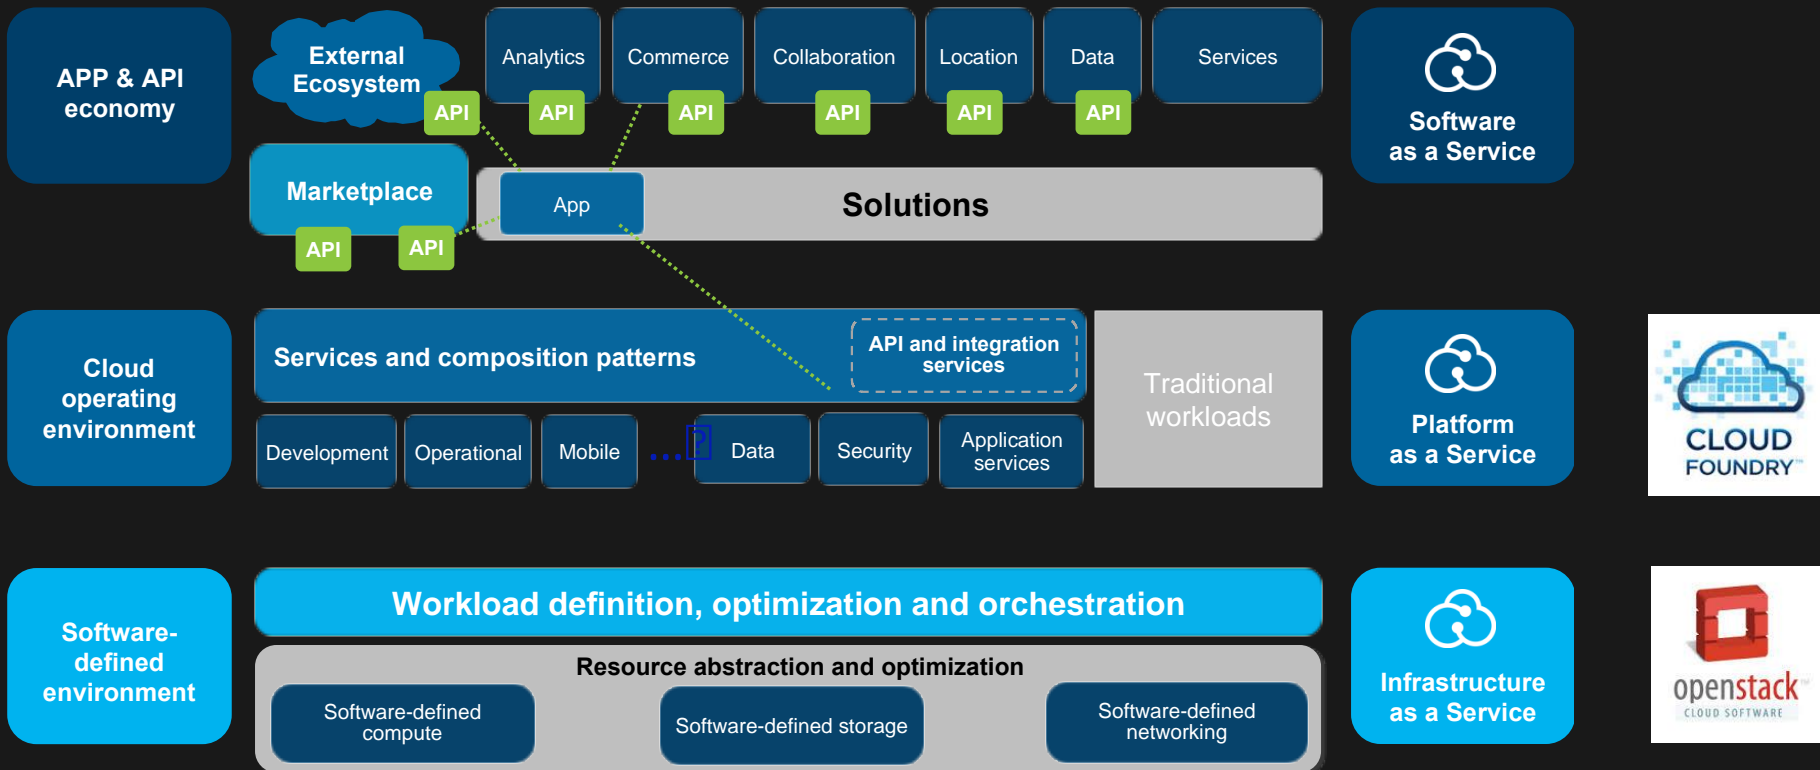 APP & API
economy
External
Ecosystem
API
Analytics
API
Commerce
API
Collaboration
API
Location
API
Data
API
Services
Software
as a Service
Marketplace
API
API
App
Solutions
Cloud
operating
environment
Services and composition patterns
API and integration
services
Development
Operational
Mobile
...?
Data
Security
Application
services
Traditional
workloads
Platform
as a Service
CLOUD
FOUNDRY™
Software-
defined
environment
Workload definition, optimization and orchestration
Resource abstraction and optimization
Software-defined
compute
Software-defined storage
Software-defined
networking
Infrastructure
as a Service
openstack™
CLOUD SOFTWARE